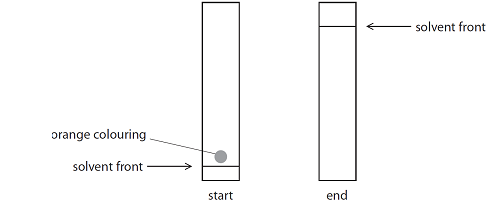 solvent front
orange colouring
solvent front
start
end